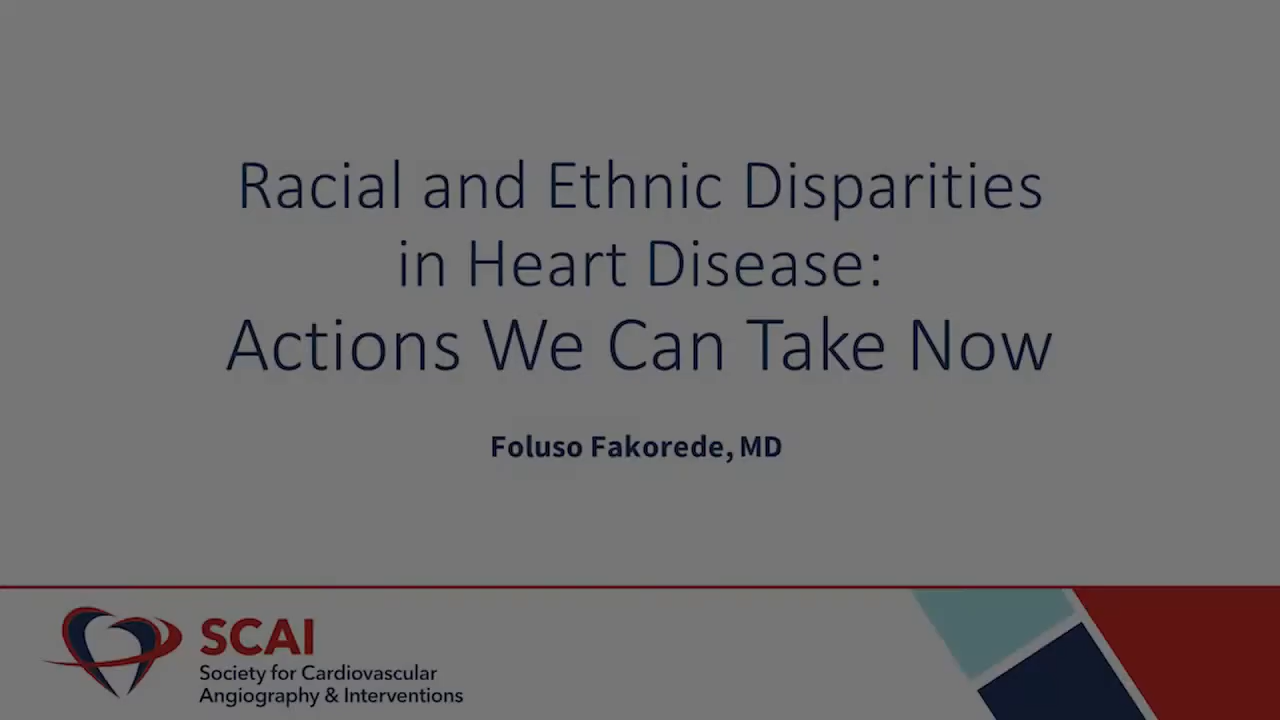 Racial and Ethnic Disparities
in Heart Disease:
Actions We Can Take Now
Foluso Fakorede, MD
SCAI
Society for Cardiovascular
Angiography & Interventions